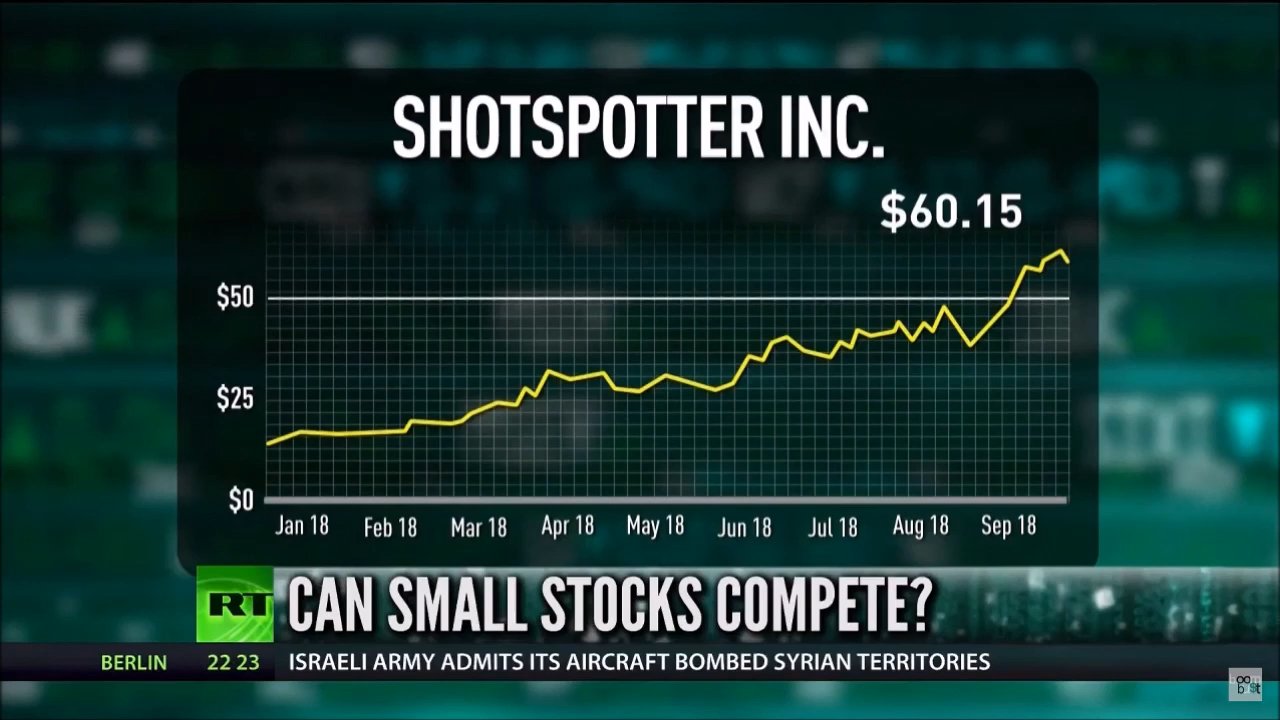 SHOTSPOTTER INC.
$60.15
$50
$25
$0
Jan 18 Feb 18 Mar 18 Apr 18 May 18 Jun 18 Jul 18 Aug 18 Sep 18
RT CAN SMALL STOCKS COMPETE?
BERLIN 22 23 ISRAELI ARMY ADMITS ITS AIRCRAFT BOMBED SYRIAN TERRITORIES
boom
bust